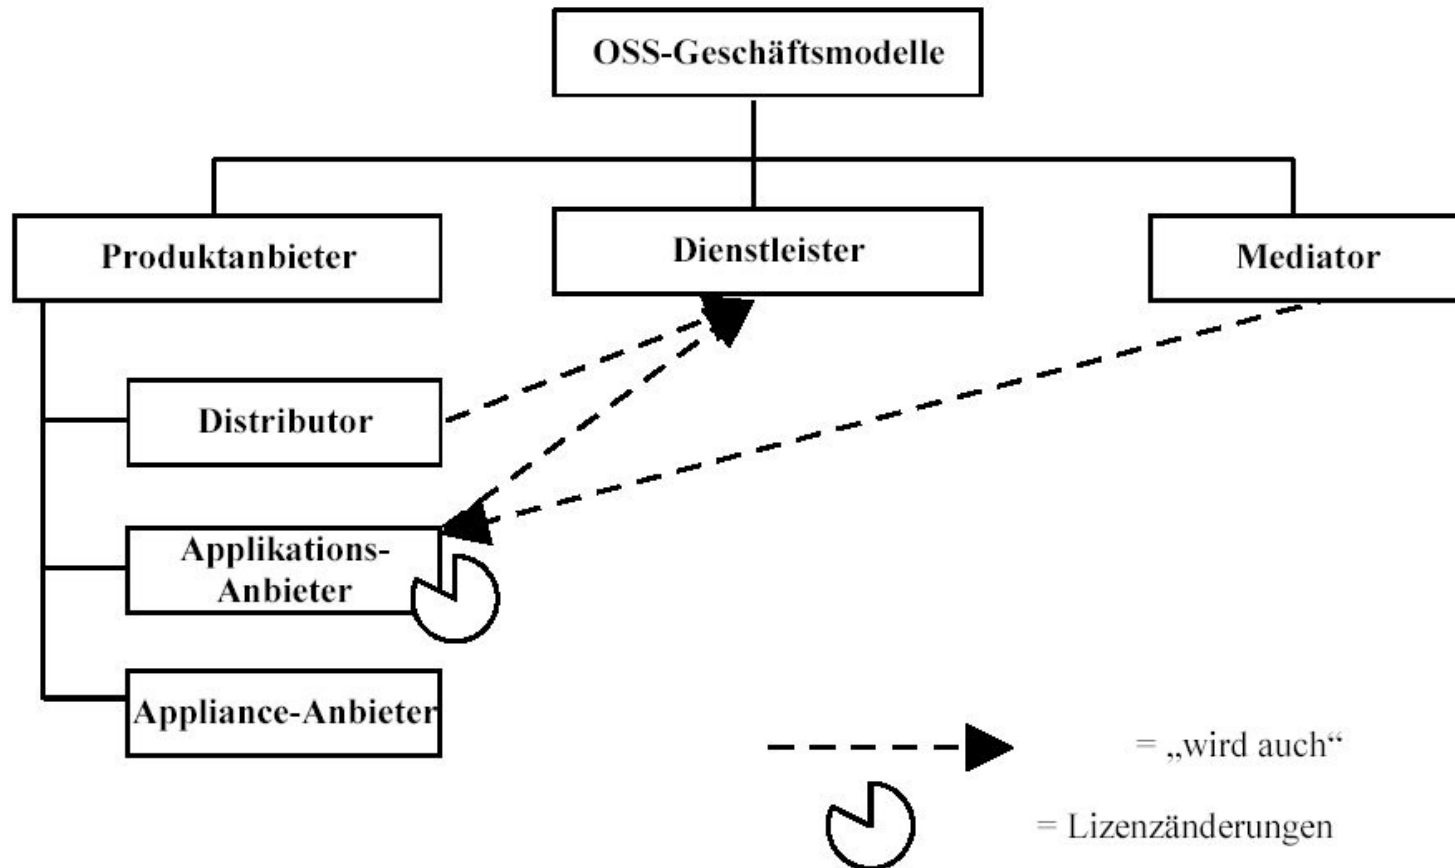 OSS-Geschäftsmodelle
Produktanbieter
Dienstleister
Mediator
Distributor
Applikations-
Anbieter
Appliance-Anbieter
= „wird auch“
= Lizenzänderungen